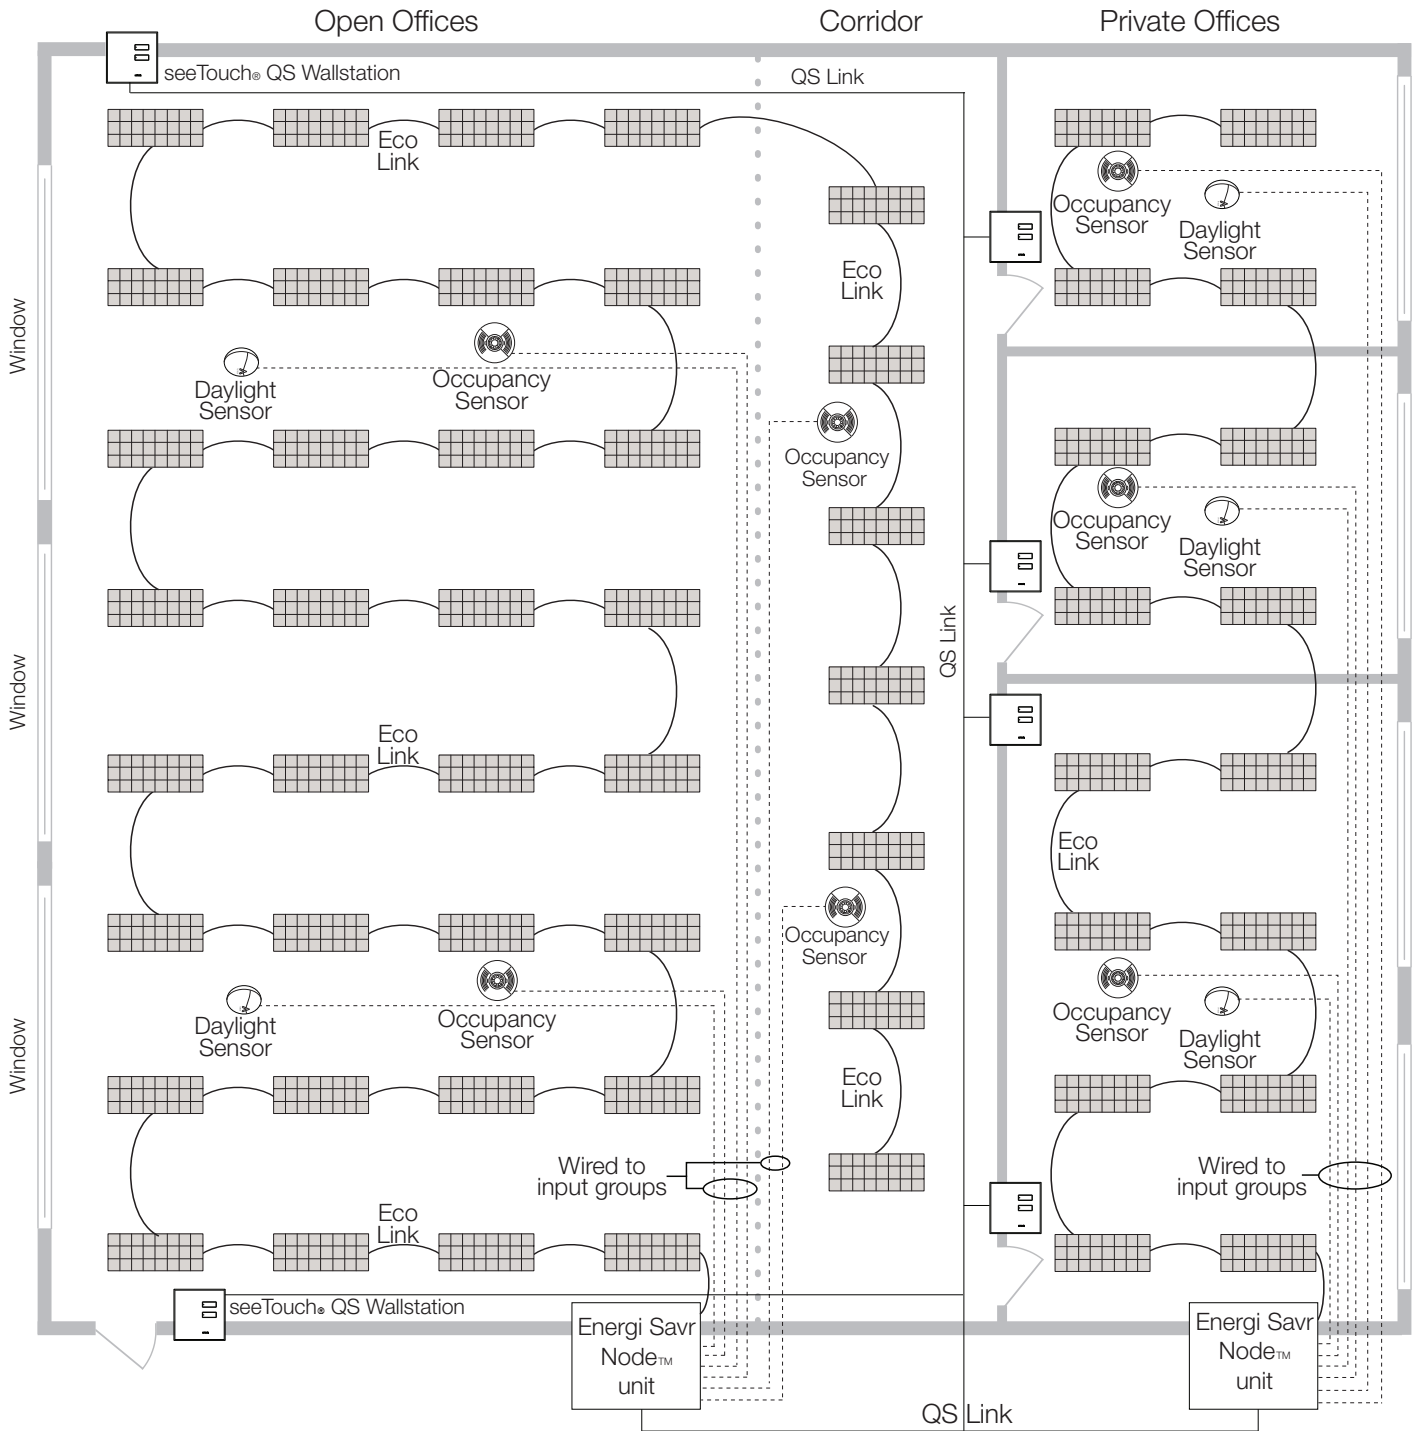 Open Offices
Corridor
Private Offices
seeTouch® QS Wallstation
QS Link
Eco
Link
Occupancy
Sensor
Daylight
Sensor
Eco
Link
Window
Daylight
Sensor
Occupancy
Sensor
Occupancy
Sensor
Occupancy
Sensor
Daylight
Sensor
QS Link
Window
Eco
Link
Eco
Link
Occupancy
Sensor
Daylight
Sensor
Occupancy
Sensor
Occupancy
Sensor
Daylight
Sensor
Window
Eco
Link
Wired to
input groups
Wired to
input groups
Eco
Link
seeTouch® QS Wallstation
Energi Savr
Node™
unit
Energi Savr
Node™
unit
QS Link